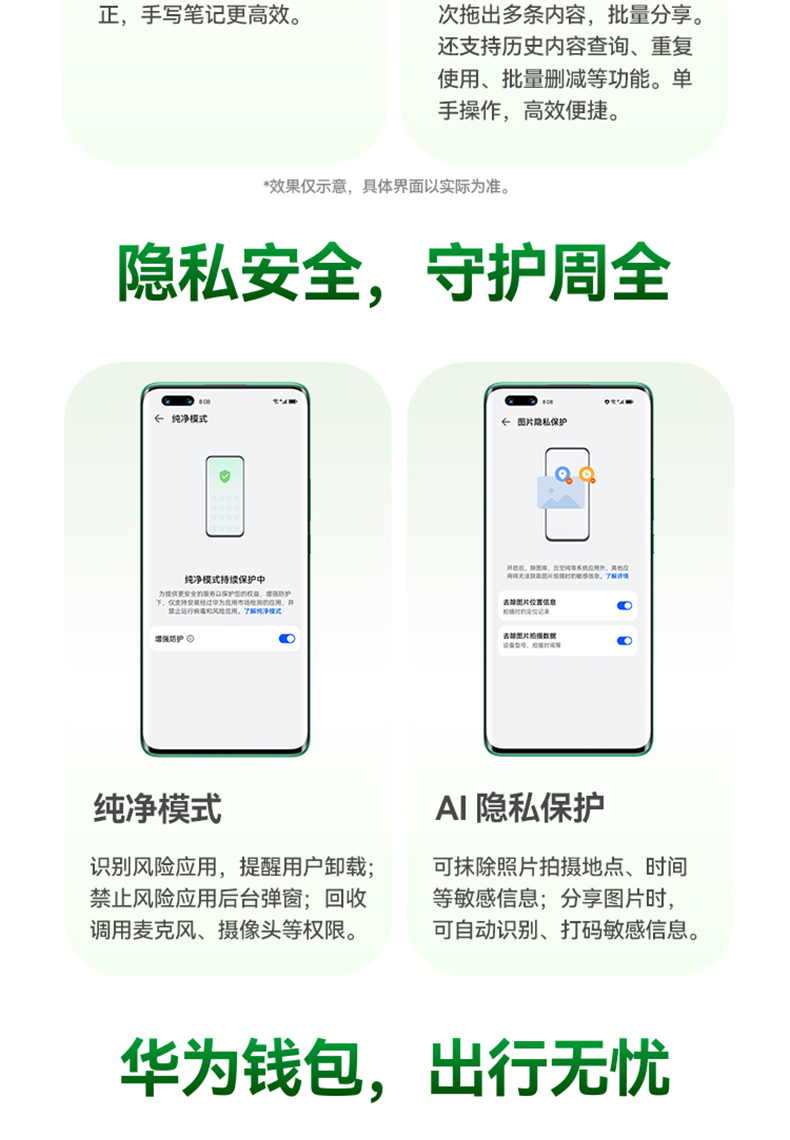 正，手写笔记更高效。
次拖出多条内容，批量分享。
还支持历史内容查询、重复
使用、批量删减等功能。单
手操作，高效便捷。
*效果仅示意，具体界面以实际为准。
隐私安全，守护周全
8:08
纯净模式
纯净模式持续保护中
为提供更安全的服务以保护您的权益，增强防护
下，仅支持安装经过华为应用市场检测的应用，并
禁止运行病毒和风险应用。了解纯净模式
增强防护
8:08
图片隐私保护
开启后，除图库、云空间等系统应用外，其他应
用将无法获取图片拍摄时的敏感信息。了解详情
去除图片位置信息
拍摄时的定位记录
去除图片拍摄数据
设备型号、拍摄时间等
纯净模式
识别风险应用，提醒用户卸载；
禁止风险应用后台弹窗；回收
调用麦克风、摄像头等权限。
AI 隐私保护
可抹除照片拍摄地点、时间
等敏感信息；分享图片时，
可自动识别、打码敏感信息。
华为钱包，出行无忧